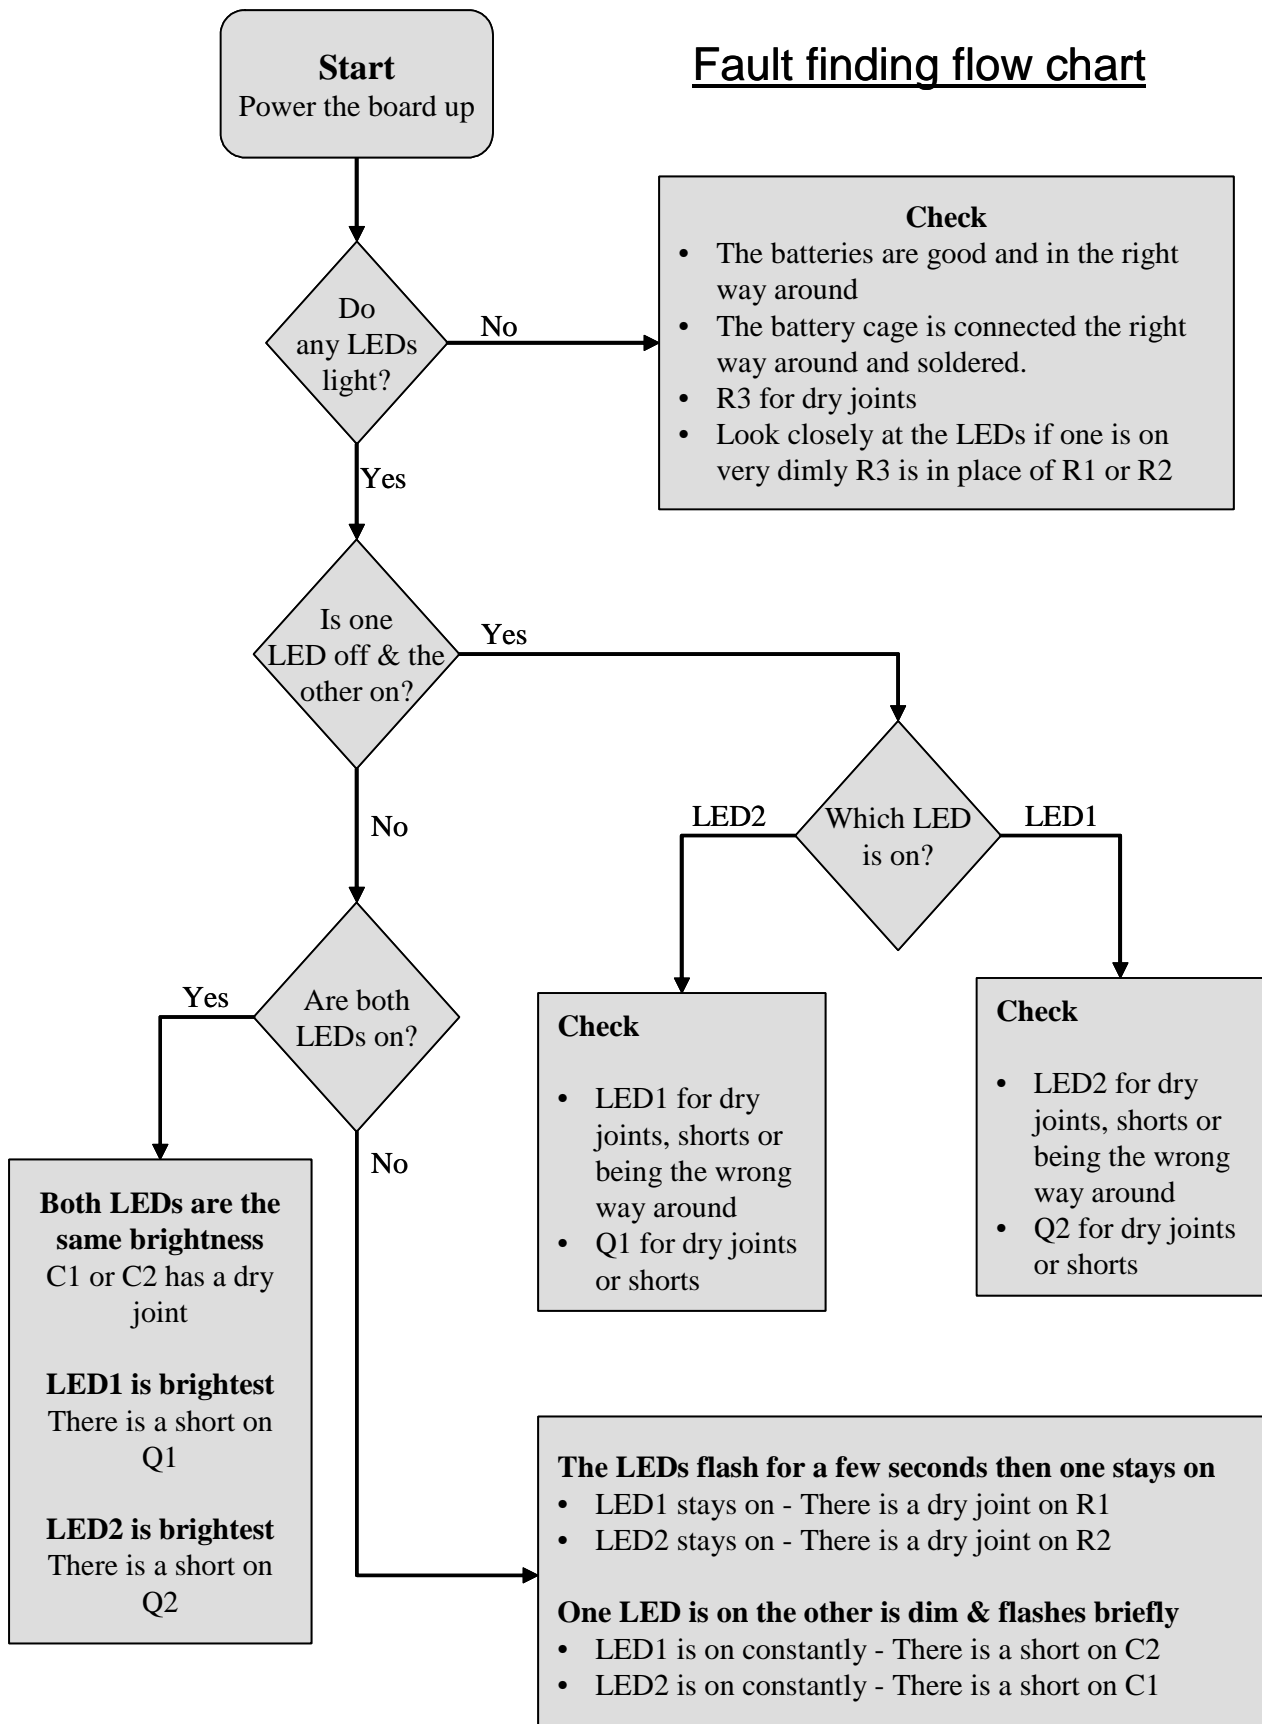 Fault finding flow chart
Start
Power the board up
Do
any LEDs
light?
No
Check
• The batteries are good and in the right
way around
• The battery cage is connected the right
way around and soldered.
• R3 for dry joints
• Look closely at the LEDs if one is on
very dimly R3 is in place of R1 or R2
Yes
Is one
LED off & the
other on?
Yes
Which LED
is on?
LED2
LED1
Check
• LED1 for dry
joints, shorts or
being the wrong
way around
• Q1 for dry joints
or shorts
Check
• LED2 for dry
joints, shorts or
being the wrong
way around
• Q2 for dry joints
or shorts
No
Are both
LEDs on?
Yes
Both LEDs are the
same brightness
C1 or C2 has a dry
joint
LED1 is brightest
There is a short on
Q1
LED2 is brightest
There is a short on
Q2
No
The LEDs flash for a few seconds then one stays on
• LED1 stays on - There is a dry joint on R1
• LED2 stays on - There is a dry joint on R2
One LED is on the other is dim & flashes briefly
• LED1 is on constantly - There is a short on C2
• LED2 is on constantly - There is a short on C1